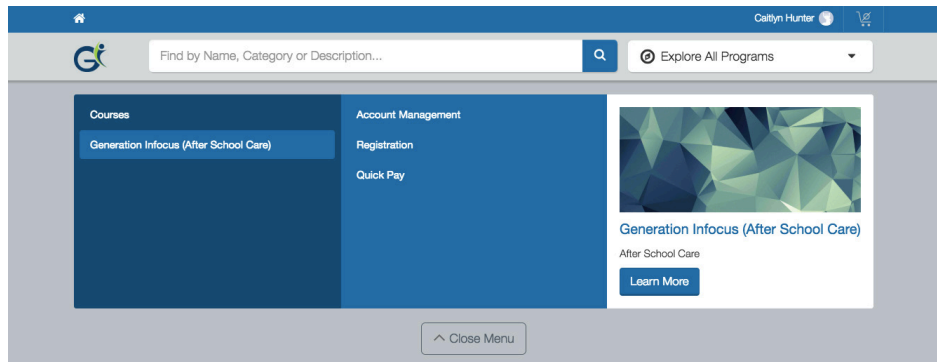 Caitlyn Hunter
Find by Name, Category or Description...
Explore All Programs
Courses
Generation Infocus (After School Care)
Account Management
Registration
Quick Pay
Generation Infocus (After School Care)
After School Care
Learn More
Close Menu